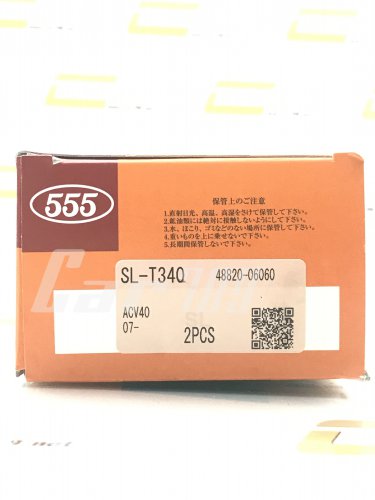 555
保管上のご注意
1.直射日光、高温、高湿をさけて保管して下さい。
2.鉱油類には絶対に接触しないようにして下さい。
3.水、ほこり、ゴミなどのない場所に保管して下さい。
4.重いものを上に乗せないで下さい。
5.長期間保管しないで下さい。
SL-T340 48820-06060
ACV40
07-
2PCS